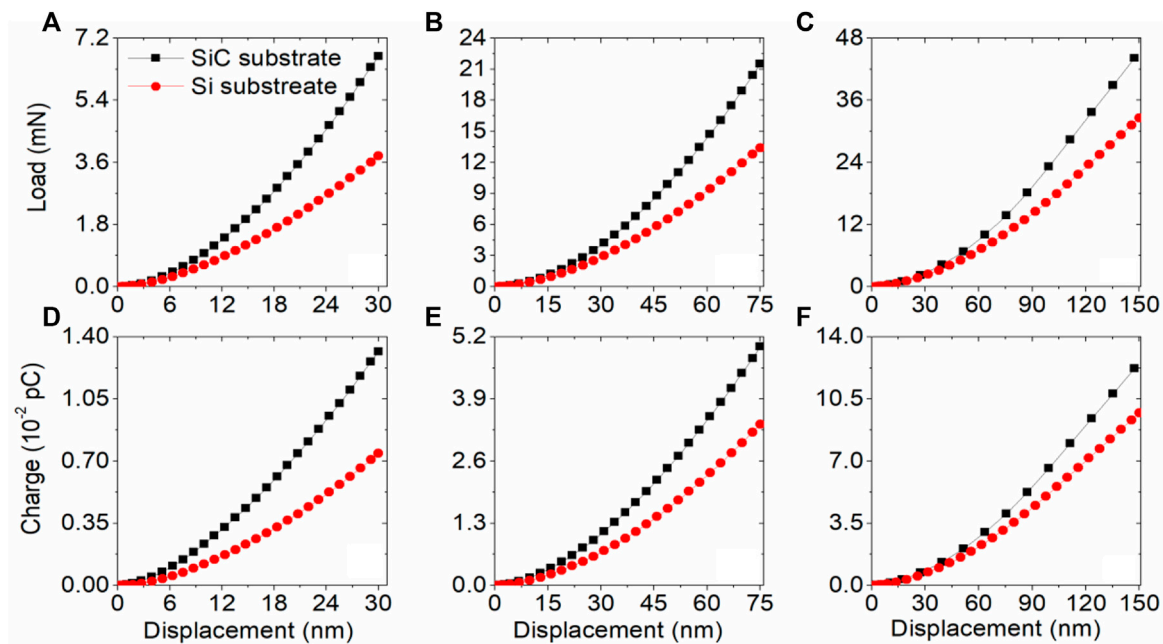 A
7.2
5.4
3.6
1.8
0.0
Load (mN)
SiC substrate
Si substreate
0 6 12 18 24 30
B
24
21
18
15
12
9
6
3
0
0 15 30 45 60 75
C
48
36
24
12
0
0 30 60 90 120 150
D
1.40
1.05
0.70
0.35
0.00
Charge (10⁻² pC)
0 6 12 18 24 30
Displacement (nm)
E
5.2
3.9
2.6
1.3
0.0
0 15 30 45 60 75
Displacement (nm)
F
14.0
10.5
7.0
3.5
0.0
0 30 60 90 120 150
Displacement (nm)